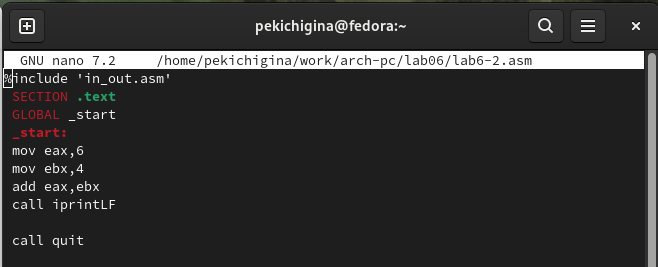 pekichigina@fedora:~
GNU nano 7.2 /home/pekichigina/work/arch-pc/lab06/lab6-2.asm
%include 'in_out.asm'
SECTION .text
GLOBAL _start
_start:
mov eax,6
mov ebx,4
add eax,ebx
call iprintLF
call quit